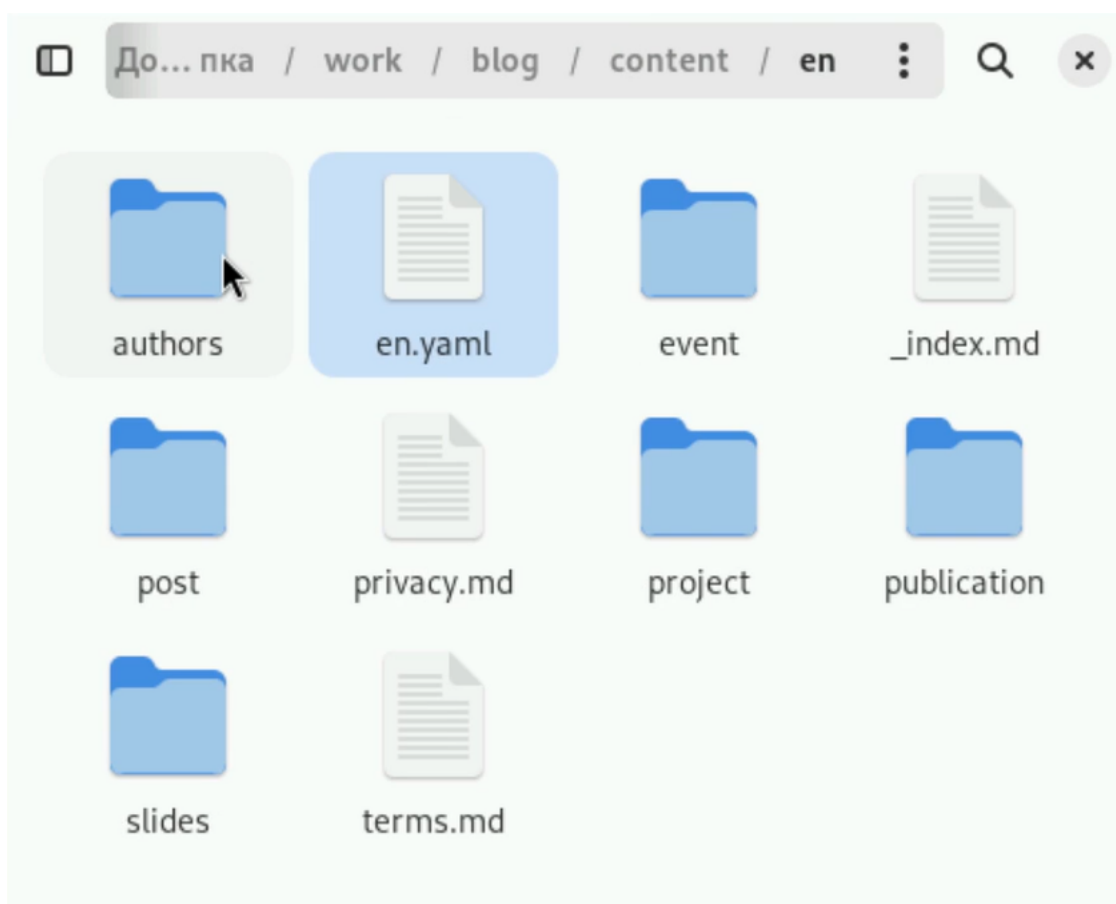 До... пка / work / blog / content / en
authors en.yaml event _index.md
post privacy.md project publication
slides terms.md